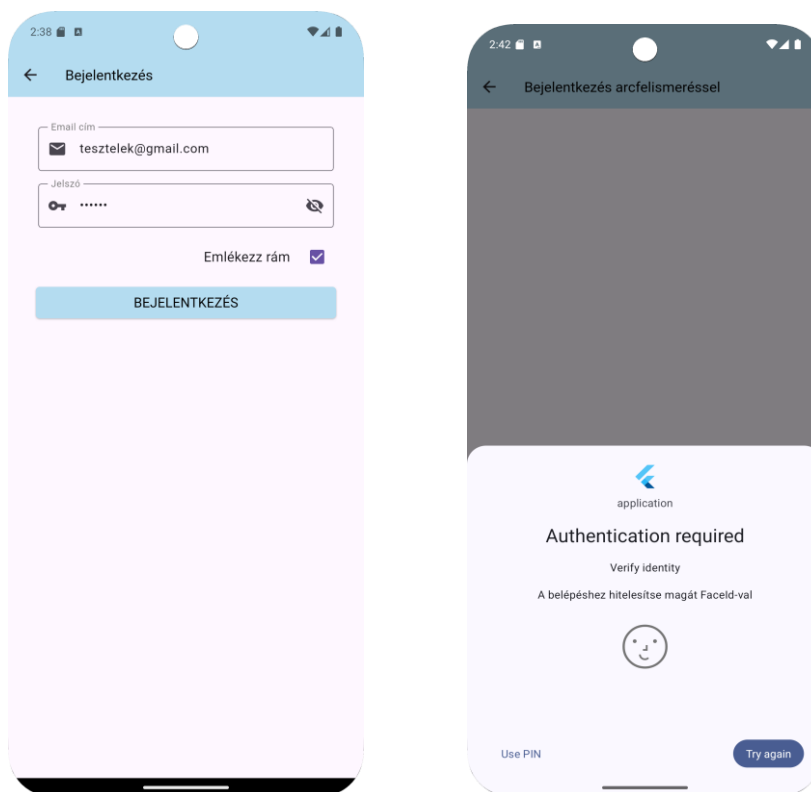 2:38
Bejelentkezés
Email cím
tesztelek@gmail.com
Jelszó
••••••
Emlékezz rám
BEJELENTKEZÉS
2:42
Bejelentkezés arcfelismeréssel
application
Authentication required
Verify identity
A belépéshez hitelesítse magát FaceId-val
Use PIN
Try again